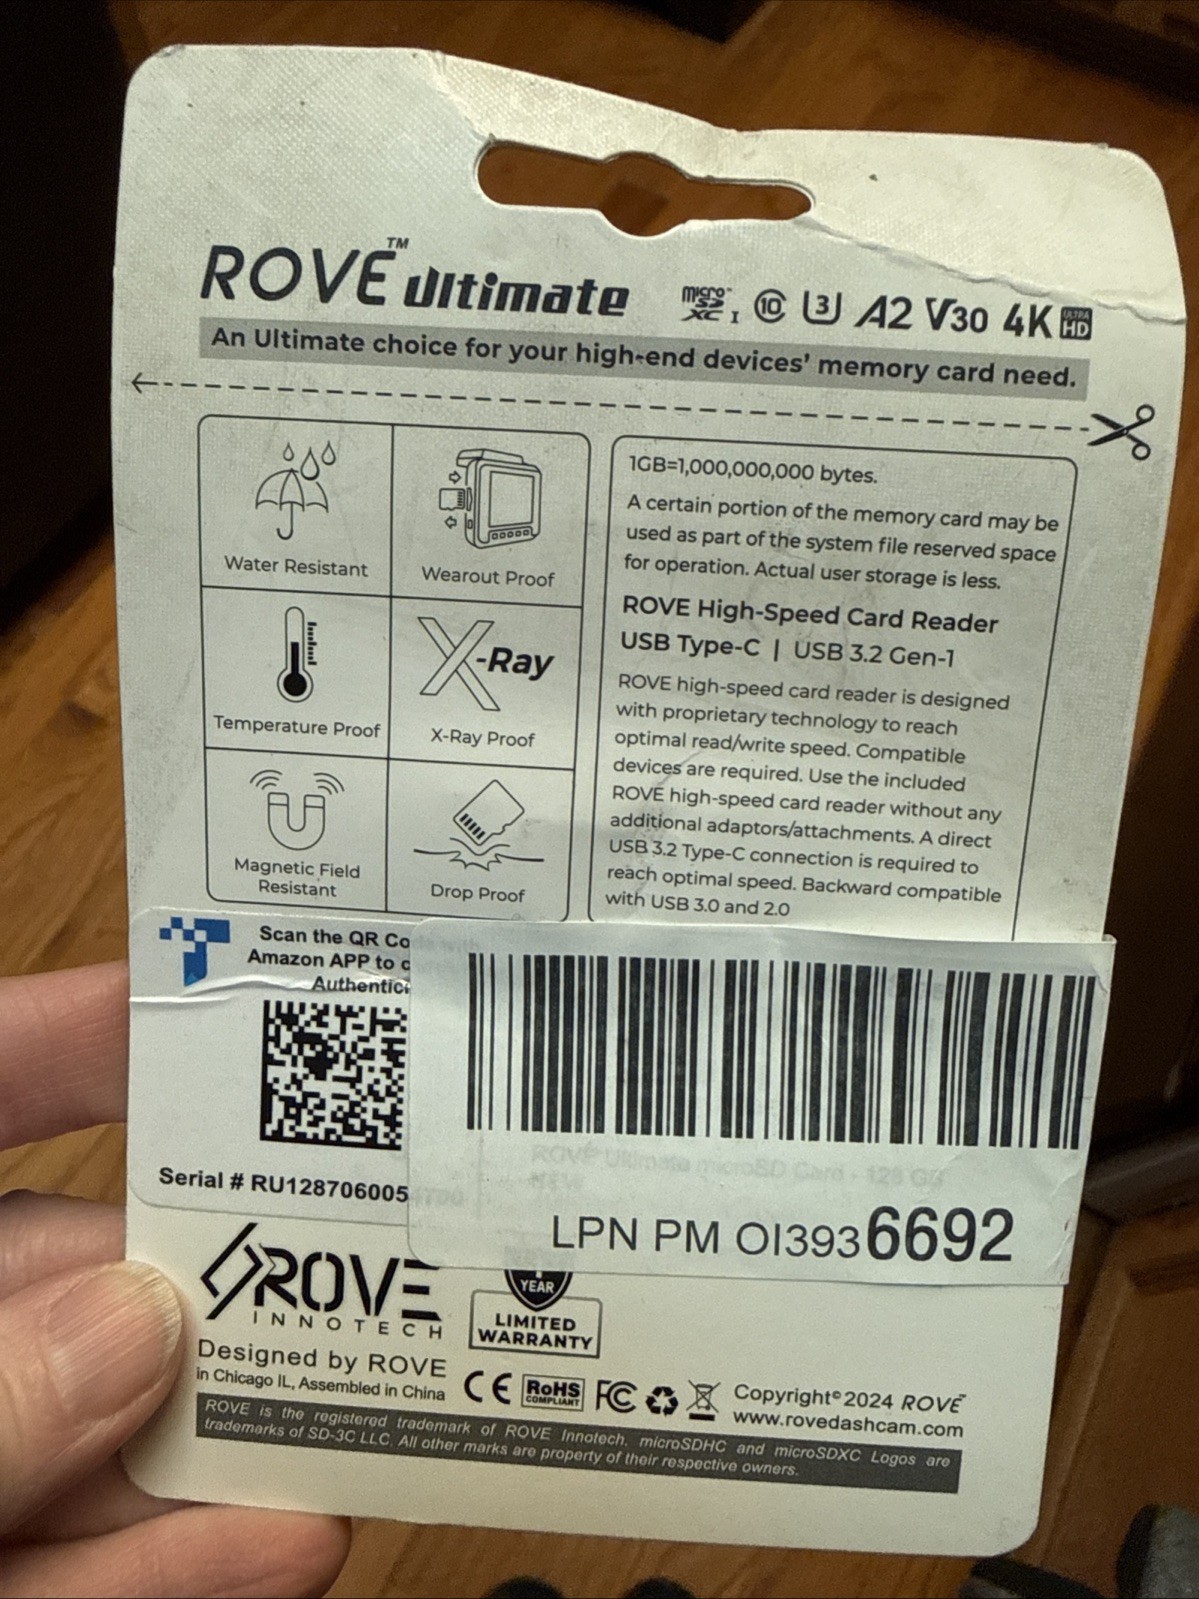 ROVE™ Ultimate
micro SD XC I 10 3 A2 V30 4K ULTRA HD
An Ultimate choice for your high-end devices' memory card need.
Water Resistant
Wearout Proof
Temperature Proof
X-Ray
X-Ray Proof
Magnetic Field
Resistant
Drop Proof
1GB=1,000,000,000 bytes.
A certain portion of the memory card may be
used as part of the system file reserved space
for operation. Actual user storage is less.
ROVE High-Speed Card Reader
USB Type-C | USB 3.2 Gen-1
ROVE high-speed card reader is designed
with proprietary technology to reach
optimal read/write speed. Compatible
devices are required. Use the included
ROVE high-speed card reader without any
additional adaptors/attachments. A direct
USB 3.2 Type-C connection is required to
reach optimal speed. Backward compatible
with USB 3.0 and 2.0
Scan the QR Co
Amazon APP to c
Authentici
Serial # RU128706005
ROVE Ultimate microSD Card - 128 GB
LPN PM OI3936692
ROVE
INNOTECH
YEAR
LIMITED
WARRANTY
Designed by ROVE
in Chicago IL, Assembled in China
CE RoHS COMPLIANT FC
Copyright© 2024 ROVE™
www.rovedashcam.com
ROVE is the registered trademark of ROVE Innotech. microSDHC and microSDXC Logos are
trademarks of SD-3C LLC. All other marks are property of their respective owners.